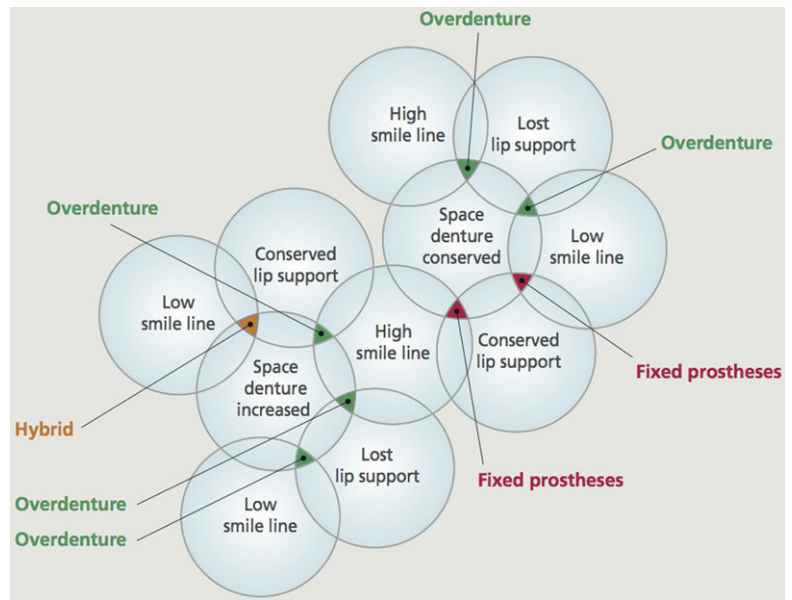 Overdenture
High
smile line
Lost
lip support
Overdenture
Overdenture
Space
denture
conserved
Low
smile line
Conserved
lip support
Low
smile line
High
smile line
Conserved
lip support
Fixed prostheses
Space
denture
increased
Hybrid
Lost
lip support
Fixed prostheses
Overdenture
Low
smile line
Overdenture